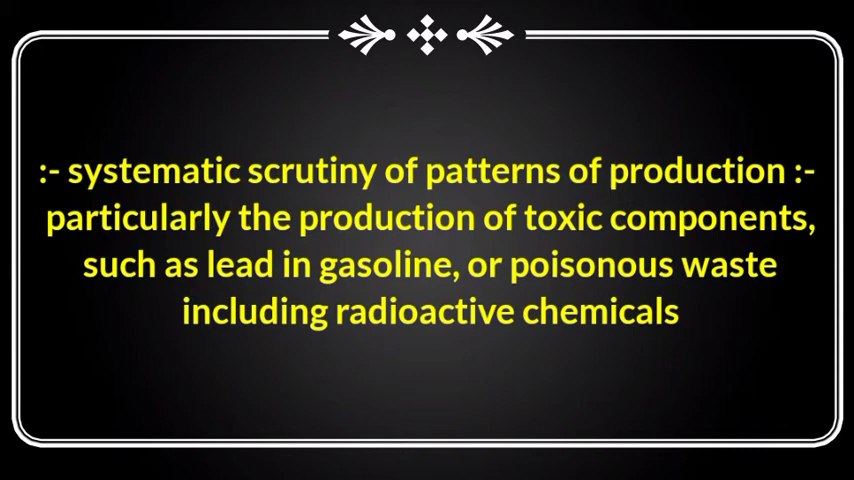 :- systematic scrutiny of patterns of production :-
particularly the production of toxic components,
such as lead in gasoline, or poisonous waste
including radioactive chemicals